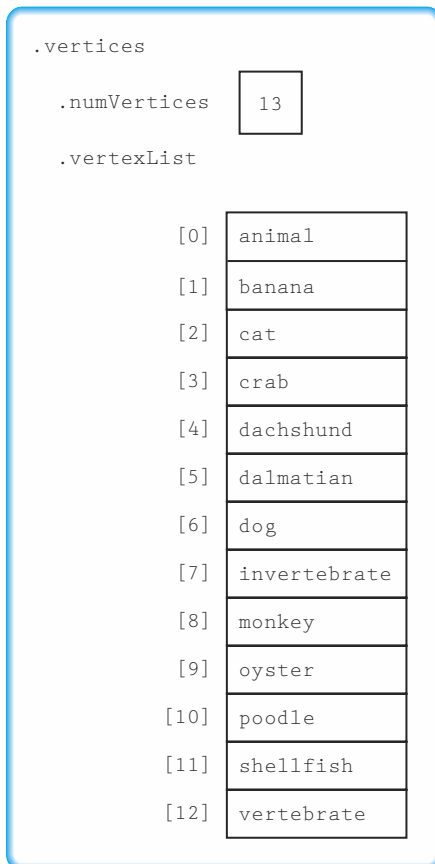 .vertices
.numVertices 13
.vertexList
[0] animal
[1] banana
[2] cat
[3] crab
[4] dachshund
[5] dalmatian
[6] dog
[7] invertebrate
[8] monkey
[9] oyster
[10] poodle
[11] shellfish
[12] vertebrate